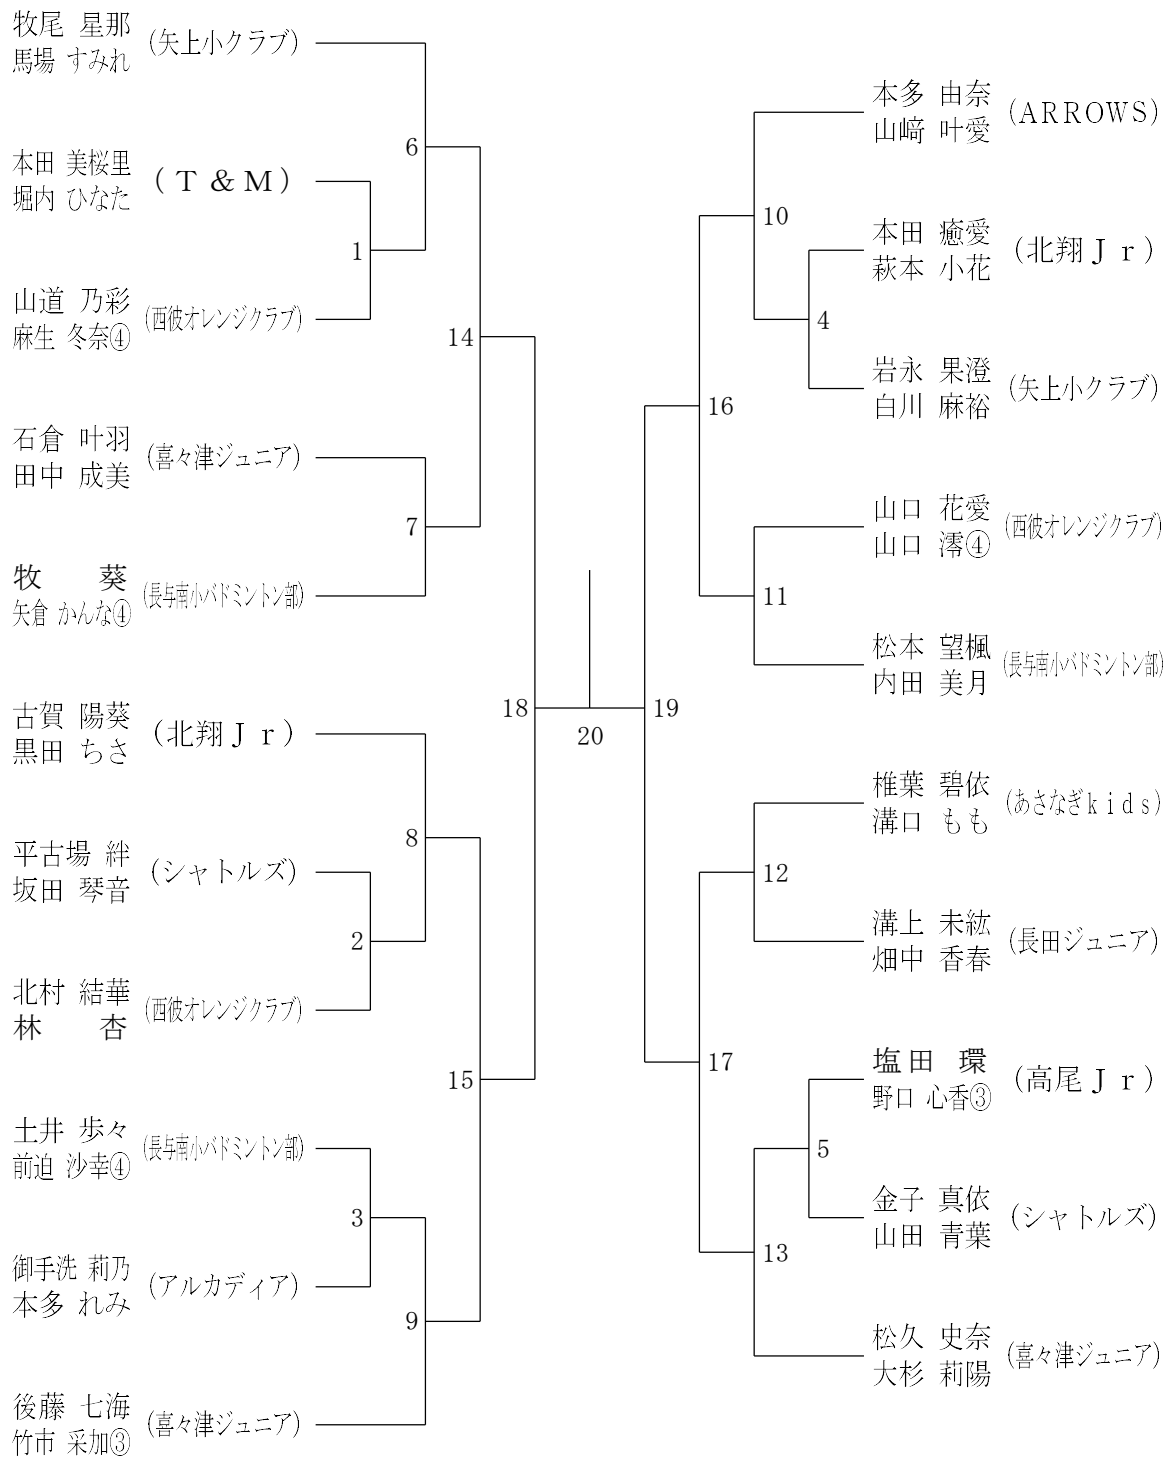 牧尾 星那
馬場 すみれ
(矢上小クラブ)
本田 美桜里
堀内 ひなた
(Ｔ＆Ｍ)
山道 乃彩
麻生 冬奈④
(西彼オレンジクラブ)
石倉 叶羽
田中 成美
(喜々津ジュニア)
牧 葵
矢倉 かんな④
(長与南小バドミントン部)
古賀 陽葵
黒田 ちさ
(北翔Ｊｒ)
平古場 絆
坂田 琴音
(シャトルズ)
北村 結華
林 杏
(西彼オレンジクラブ)
土井 歩々
前迫 沙幸④
(長与南小バドミントン部)
御手洗 莉乃
本多 れみ
(アルカディア)
後藤 七海
竹市 采加③
(喜々津ジュニア)
1
2
3
6
7
8
9
14
15
18
20
19
16
17
10
11
12
13
4
5
本多 由奈
山﨑 叶愛
(ARROWS)
本田 癒愛
萩本 小花
(北翔Ｊｒ)
岩永 果澄
白川 麻裕
(矢上小クラブ)
山口 花愛
山口 澪④
(西彼オレンジクラブ)
松本 望楓
内田 美月
(長与南小バドミントン部)
椎葉 碧依
溝口 もも
(あさなぎｋｉｄｓ)
溝上 未紘
畑中 香春
(長田ジュニア)
塩田 環
野口 心香③
(高尾Ｊｒ)
金子 真依
山田 青葉
(シャトルズ)
松久 史奈
大杉 莉陽
(喜々津ジュニア)